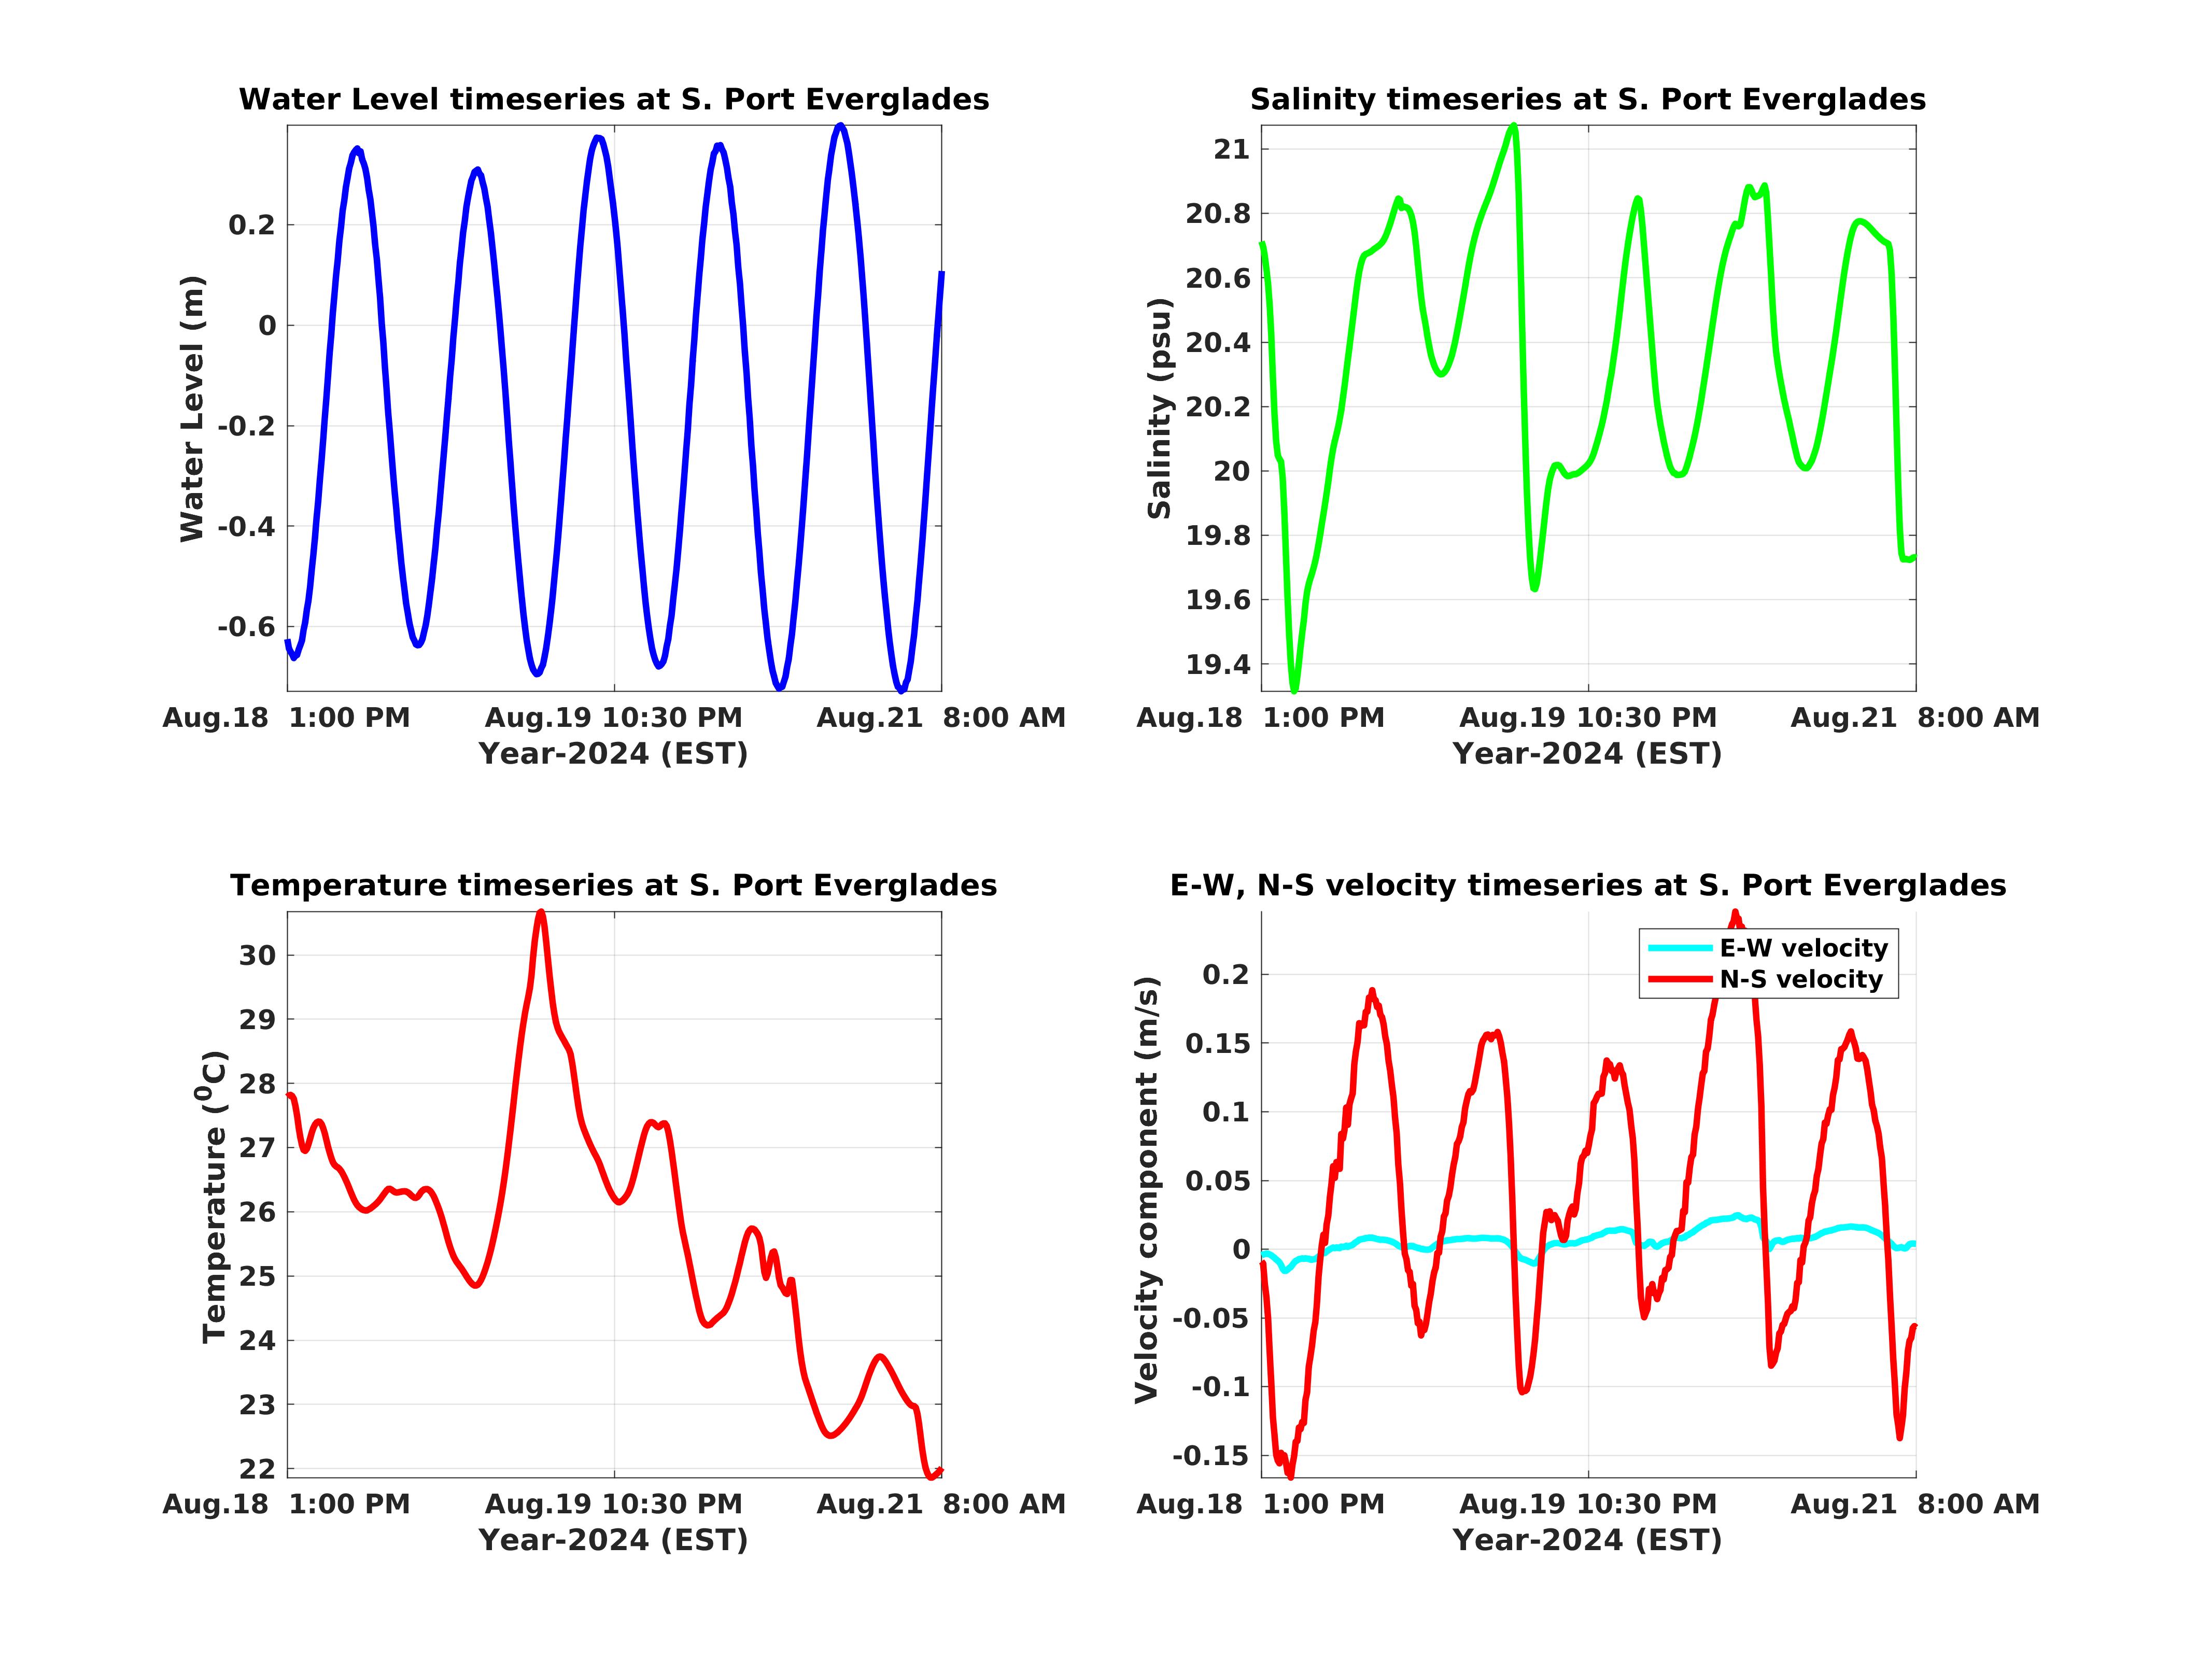 Water Level timeseries at S. Port Everglades
Water Level (m)
0.2
0
-0.2
-0.4
-0.6
Aug.18 1:00 PM Aug.19 10:30 PM Aug.21 8:00 AM
Year-2024 (EST)
Salinity timeseries at S. Port Everglades
Salinity (psu)
21
20.8
20.6
20.4
20.2
20
19.8
19.6
19.4
Aug.18 1:00 PM Aug.19 10:30 PM Aug.21 8:00 AM
Year-2024 (EST)
Temperature timeseries at S. Port Everglades
Temperature (⁰C)
30
29
28
27
26
25
24
23
22
Aug.18 1:00 PM Aug.19 10:30 PM Aug.21 8:00 AM
Year-2024 (EST)
E-W, N-S velocity timeseries at S. Port Everglades
Velocity component (m/s)
E-W velocity
N-S velocity
0.2
0.15
0.1
0.05
0
-0.05
-0.1
-0.15
Aug.18 1:00 PM Aug.19 10:30 PM Aug.21 8:00 AM
Year-2024 (EST)